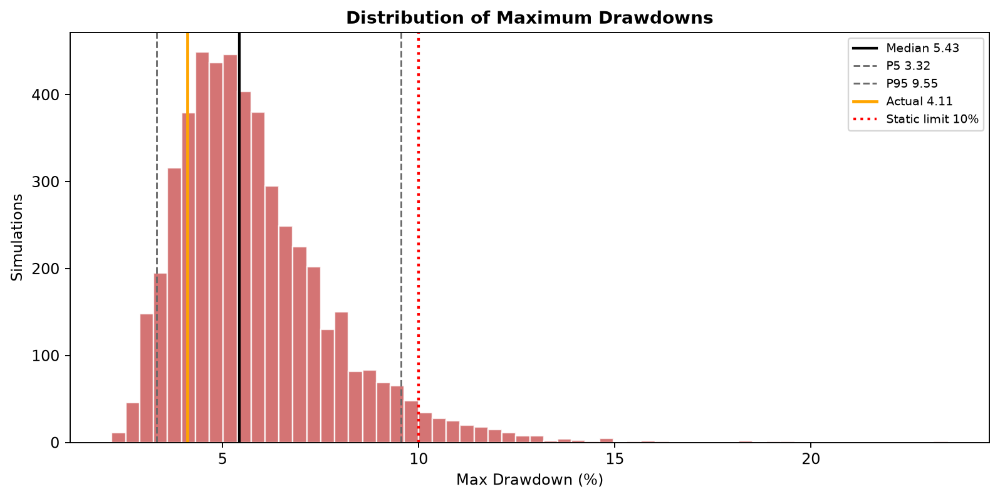 Distribution of Maximum Drawdowns
Median 5.43
P5 3.32
P95 9.55
Actual 4.11
Static limit 10%
Simulations
400
300
200
100
0
5
10
15
20
Max Drawdown (%)